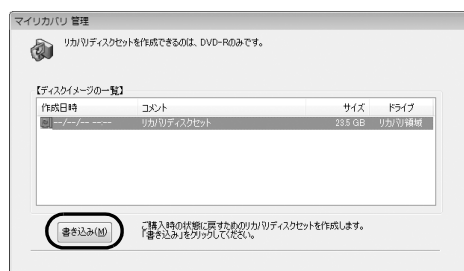 マイリカバリ 管理
リカバリディスクセットを作成できるのは、DVD-Rのみです。
【ディスクイメージの一覧】
作成日時 コメント サイズ ドライブ
--/--/-- --:-- リカバリディスクセット 23.5 GB リカバリ領域
書き込み(M)
ご購入時の状態に戻すためのリカバリディスクセットを作成します。
「書き込み」をクリックしてください。